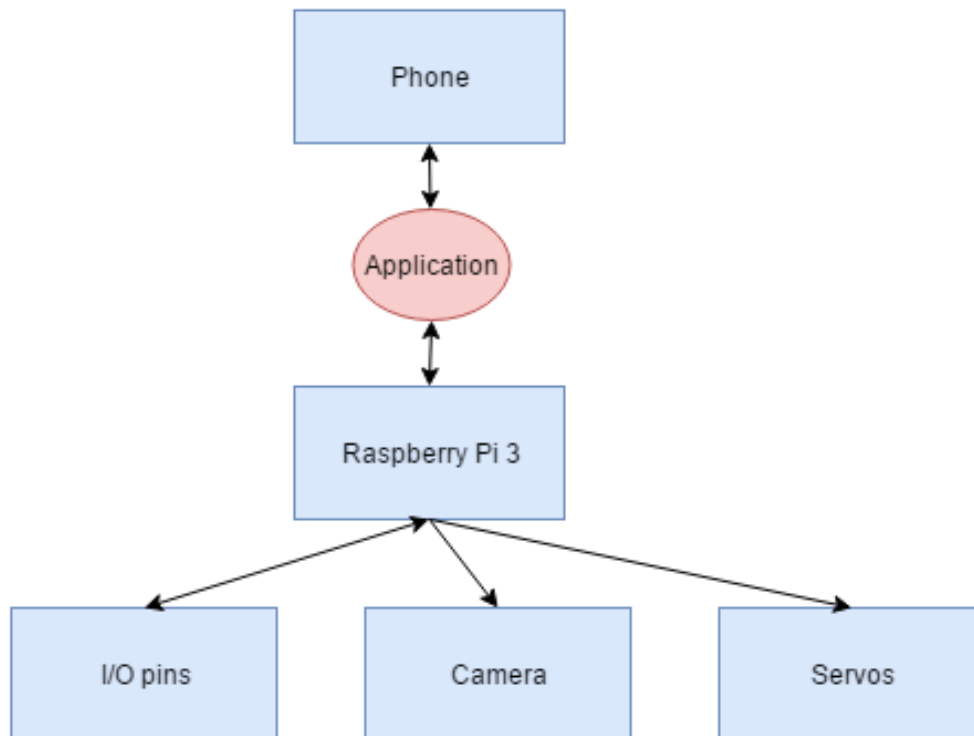 Phone
Application
Raspberry Pi 3
I/O pins
Camera
Servos